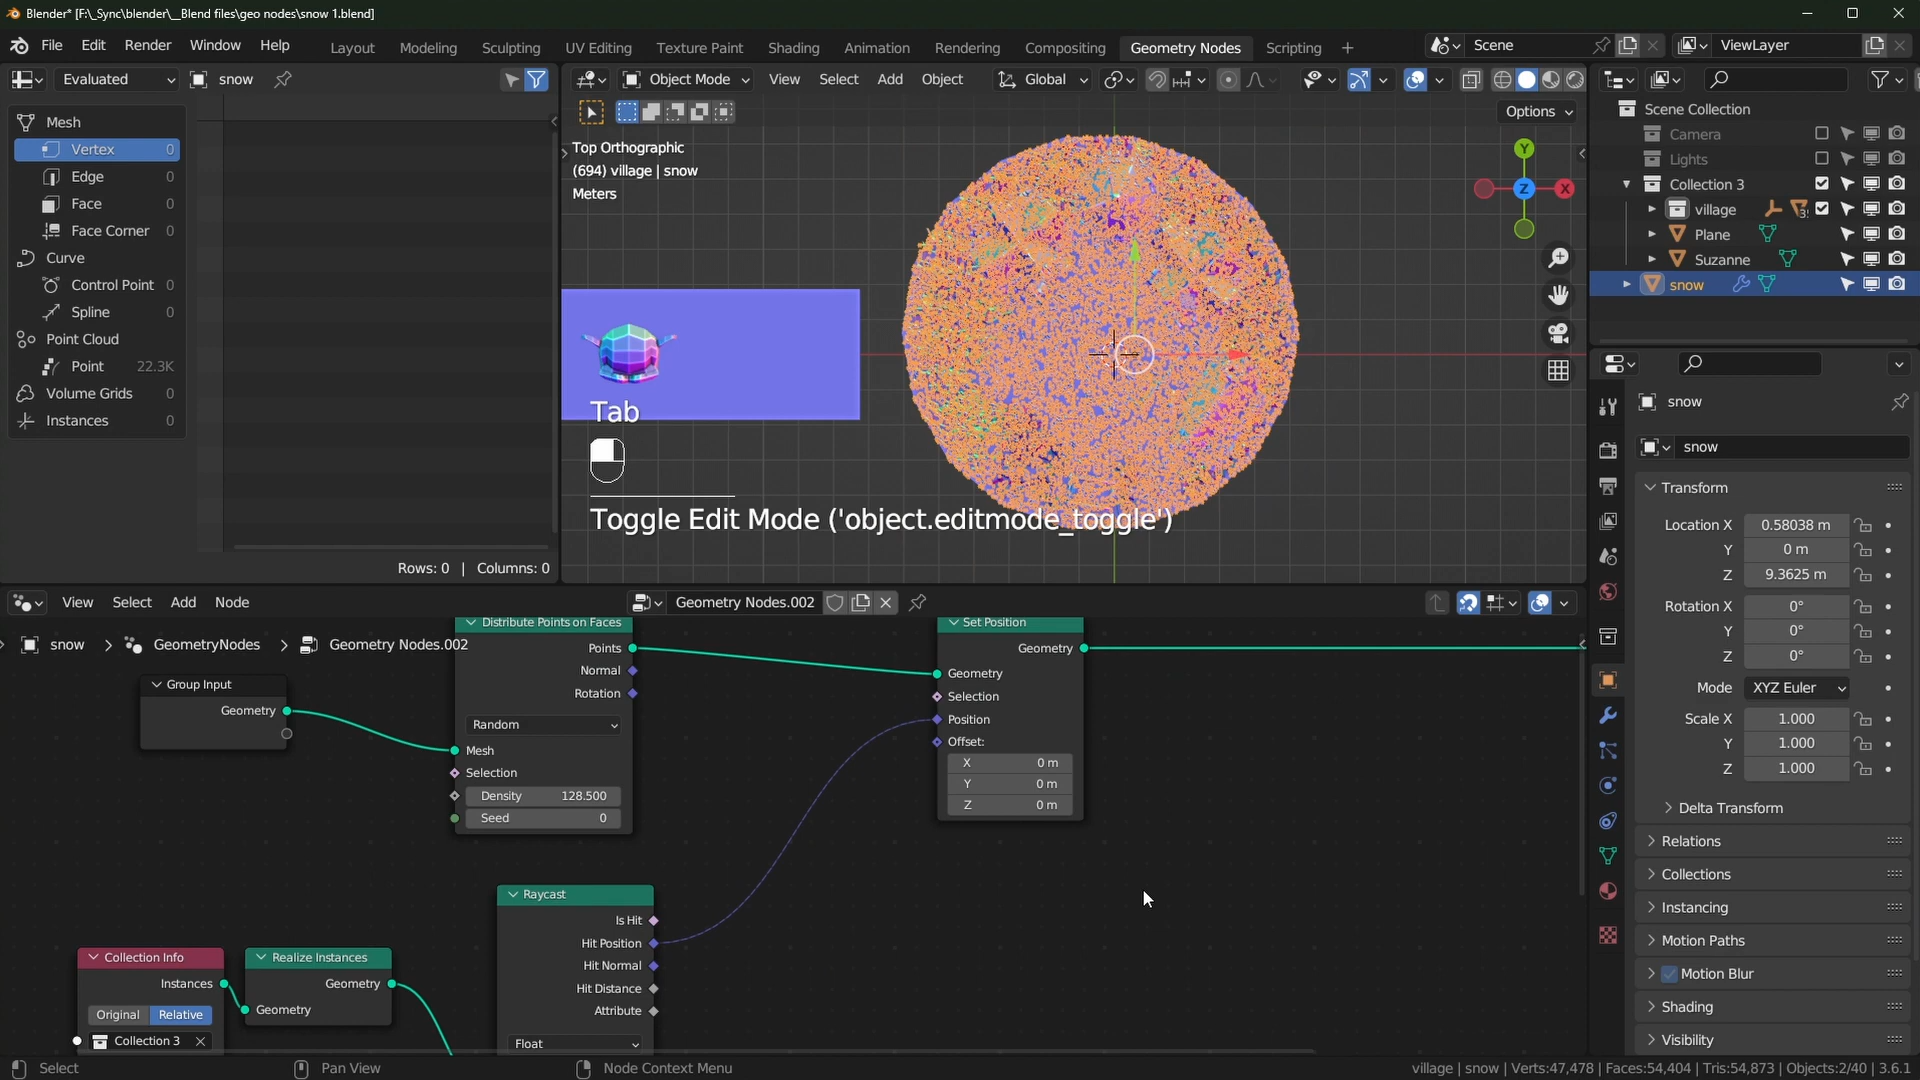 Blender* [F:\_Sync\blender\__Blend files\geo nodes\snow 1.blend]
File Edit Render Window Help
Layout Modeling Sculpting UV Editing Texture Paint Shading Animation Rendering Compositing Geometry Nodes Scripting +
Scene
ViewLayer
Evaluated
snow
Object Mode
View Select Add Object
Global
Options
Mesh
Vertex 0
Edge 0
Face 0
Face Corner 0
Curve
Control Point 0
Spline 0
Point Cloud
Point 22.3K
Volume Grids 0
Instances 0
Rows: 0 | Columns: 0
Top Orthographic
(694) village | snow
Meters
Y
Z
X
Tab
Toggle Edit Mode ('object.editmode_toggle')
Scene Collection
Camera
Lights
Collection 3
village
Plane
Suzanne
snow
snow
snow
Transform
Location X 0.58038 m
Y 0 m
Z 9.3625 m
Rotation X 0°
Y 0°
Z 0°
Mode XYZ Euler
Scale X 1.000
Y 1.000
Z 1.000
Delta Transform
Relations
Collections
Instancing
Motion Paths
Motion Blur
Shading
Visibility
View Select Add Node
Geometry Nodes.002
snow > GeometryNodes > Geometry Nodes.002
Group Input
Geometry
Distribute Points on Faces
Points
Normal
Rotation
Random
Mesh
Selection
Density 128.500
Seed 0
Set Position
Geometry
Geometry
Selection
Position
Offset:
X 0 m
Y 0 m
Z 0 m
Raycast
Is Hit
Hit Position
Hit Normal
Hit Distance
Attribute
Float
Collection Info
Instances
Original Relative
Collection 3
Realize Instances
Geometry
Geometry
Select
Pan View
Node Context Menu
village | snow | Verts:47,478 | Faces:54,404 | Tris:54,873 | Objects:2/40 | 3.6.1